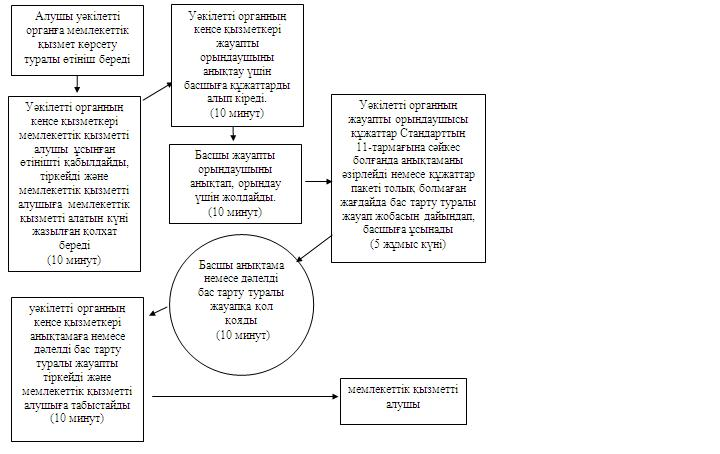 Алушы уәкілетті
органға мемлекеттік
қызмет көрсету
туралы өтініш береді
Уәкілетті органның
кеңсе қызметкері
мемлекеттік қызметті
алушы ұсынған
өтінішті қабылдайды,
тіркейді және
мемлекеттік қызметті
алушыға мемлекеттік
қызметті алатын күні
жазылған қолхат
береді
(10 минут)
Уәкілетті органның
кеңсе қызметкері
жауапты
орындаушыны
анықтау үшін
басшыға құжаттарды
алып кіреді.
(10 минут)
Басшы жауапты
орындаушыны
анықтап, орындау
үшін жолдайды.
(10 минут)
Уәкілетті органның
жауапты орындаушысы
құжаттар Стандарттың
11-тармағына сәйкес
болғанда анықтаманы
әзірлейді немесе құжаттар
пакеті толық болмаған
жағдайда бас тарту туралы
жауап жобасын дайындап,
басшыға ұсынады
(5 жұмыс күні)
Басшы анықтама
немесе дәлелді
бас тарту туралы
жауапқа қол
қояды
(10 минут)
уәкілетті органның
кеңсе қызметкері
анықтамаға немесе
дәлелді бас тарту
туралы жауапты
тіркейді және
мемлекеттік қызметті
алушыға табыстайды
(10 минут)
мемлекеттік қызметті
алушы